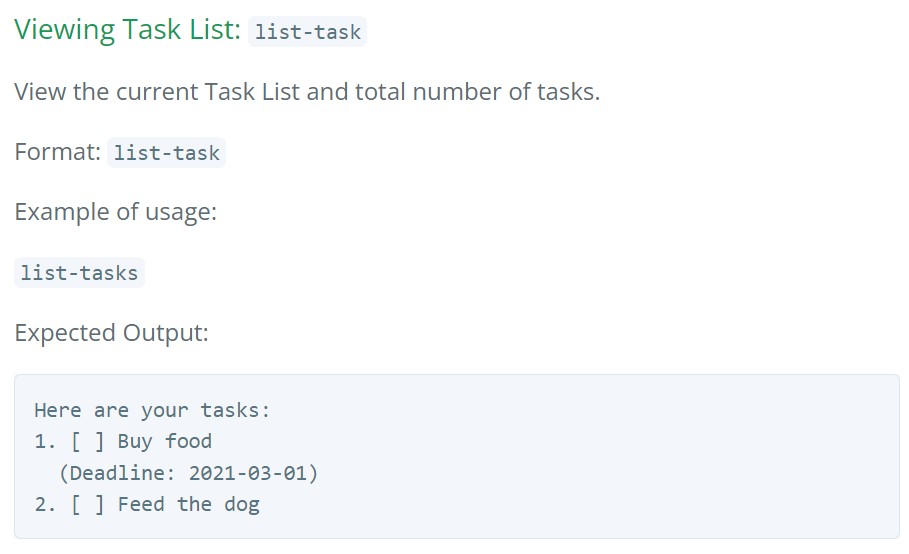 Viewing Task List: list-task
View the current Task List and total number of tasks.
Format: list-task
Example of usage:
list-tasks
Expected Output:
Here are your tasks:
1. [ ] Buy food
  (Deadline: 2021-03-01)
2. [ ] Feed the dog